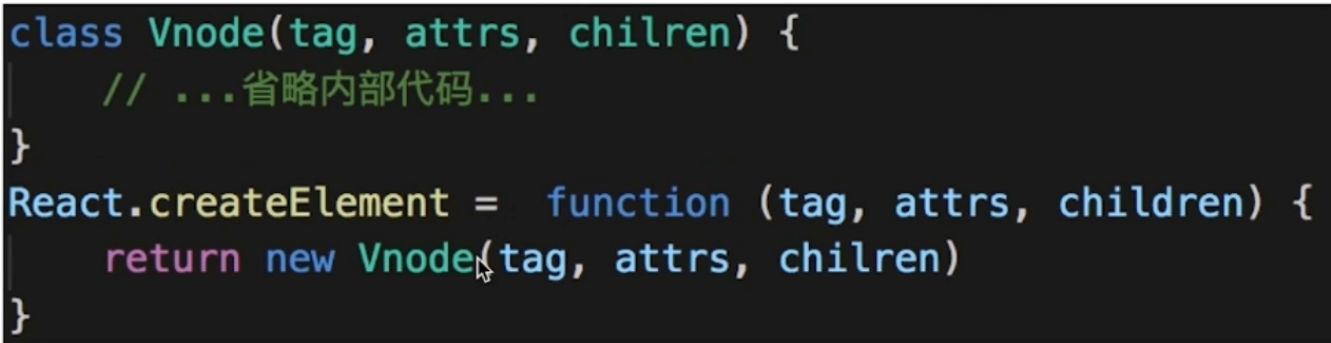 class Vnode(tag, attrs, chilren) {
    // ...省略内部代码...
}
React.createElement =  function (tag, attrs, children) {
    return new Vnode(tag, attrs, chilren)
}